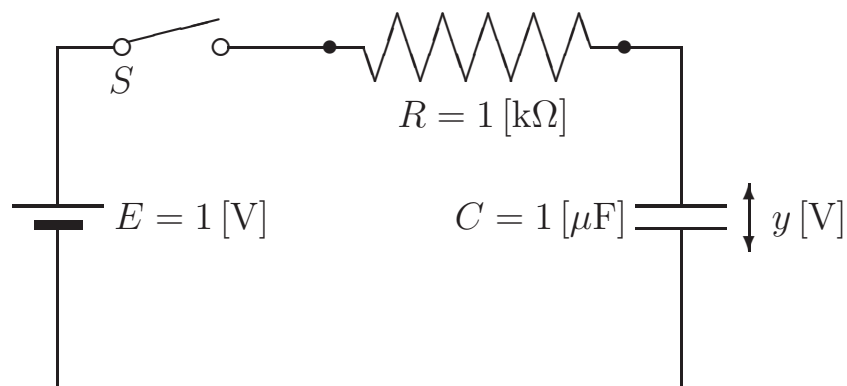 S
R = 1 [kΩ]
E = 1 [V]
C = 1 [μF]
y [V]